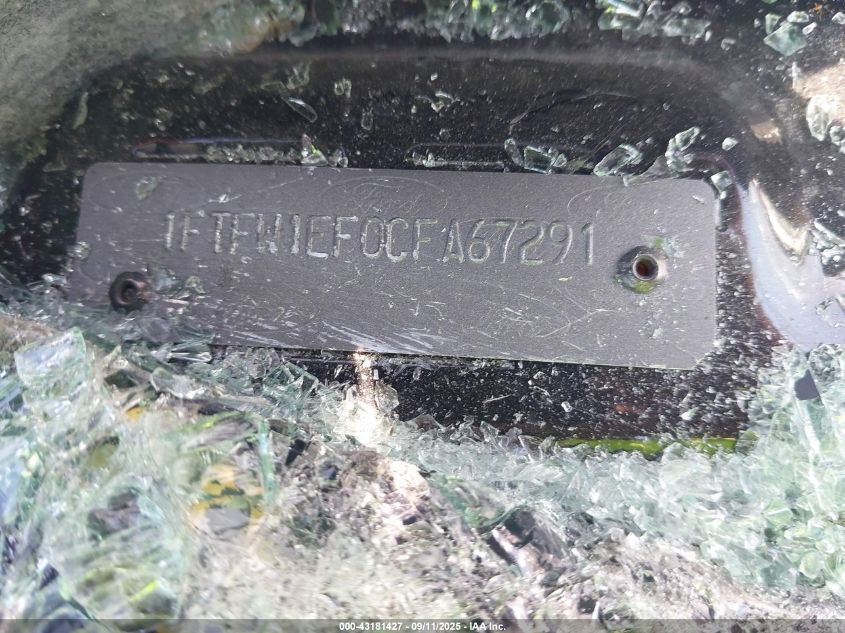 1FTFW1EF0CFA67291
000-43181427 - 09/11/2025 - IAA Inc.